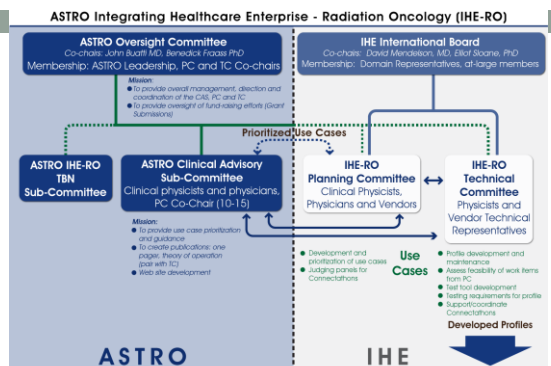 ASTRO Integrating Healthcare Enterprise - Radiation Oncology (IHE-RO)
ASTRO Oversight Committee
Co-chairs: John Buatti MD, Benedick Fraass PhD
Membership: ASTRO Leadership, PC and TC Co-chairs
IHE International Board
Co-chairs: David Mendelson, MD, Elliot Sloane, PhD
Membership: Domain Representatives, at-large members
Mission:
To provide overall management, direction and
coordination of the CAS, PC and TC
To provide oversight of fund-raising efforts (Grant
Submissions)
Prioritized Use Cases
ASTRO IHE-RO
TBN
Sub-Committee
ASTRO Clinical Advisory
Sub-Committee
Clinical physicists and physicians,
PC Co-Chair (10-15)
IHE-RO
Planning Committee
Clinical Physicists,
Physicians and Vendors
IHE-RO
Technical
Committee
Physicists and
Vendor Technical
Representatives
Mission:
To provide use case prioritization
and guidance
To create publications: one
pager, theory of operation
(pair with TC)
Web site development
Development and
prioritization of use cases
Judging panels for
Connectathons
Use
Cases
Profile development and
maintenance
Assess feasibility of work items
from PC
Test tool development
Testing requirements for profile
Support/coordinate
Connectathons
Developed Profiles
ASTRO
IHE